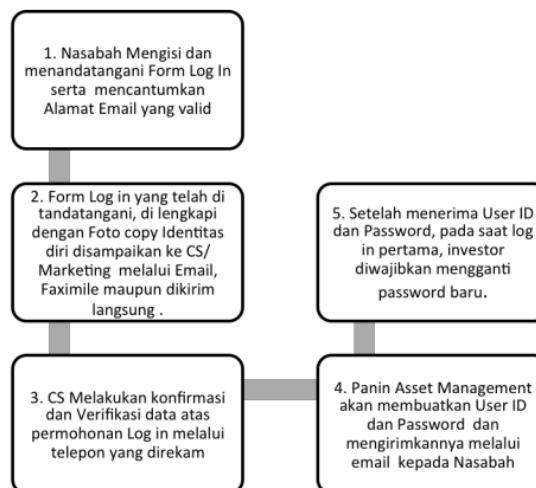 1. Nasabah Mengisi dan
menandatangani Form Log In
serta mencantumkan
Alamat Email yang valid
2. Form Log in yang telah di
tandatangani, di lengkapi
dengan Foto copy Identitas
diri disampaikan ke CS/
Marketing melalui Email,
Faximile maupun dikirim
langsung .
3. CS Melakukan konfirmasi
dan Verifikasi data atas
permohonan Log in melalui
telepon yang direkam
4. Panin Asset Management
akan membuatkan User ID
dan Password dan
mengirimkannya melalui
email kepada Nasabah
5. Setelah menerima User ID
dan Password, pada saat log
in pertama, investor
diwajibkan mengganti
password baru.